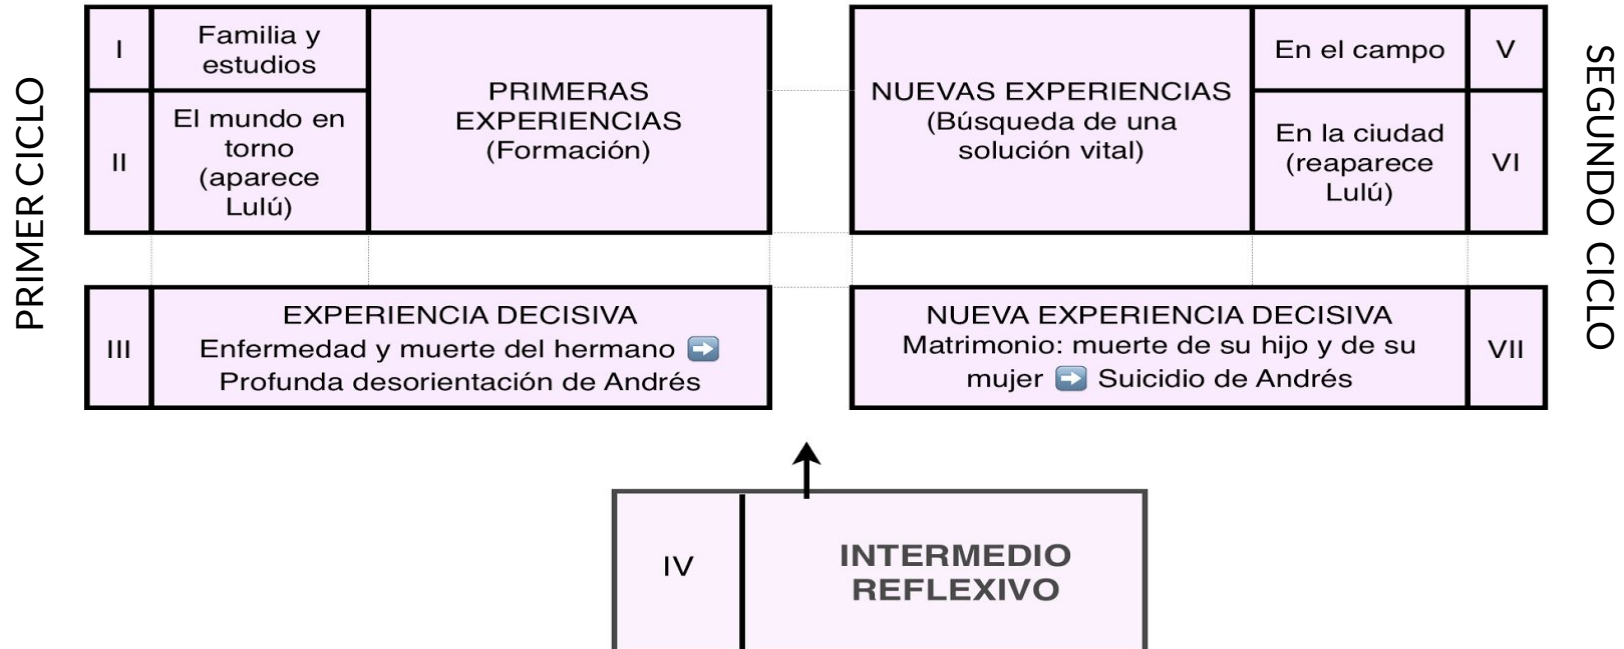 PRIMER CICLO
I
Familia y
estudios
II
El mundo en
torno
(aparece
Lulú)
PRIMERAS
EXPERIENCIAS
(Formación)
III
EXPERIENCIA DECISIVA
Enfermedad y muerte del hermano ➡
Profunda desorientación de Andrés
NUEVAS EXPERIENCIAS
(Búsqueda de una
solución vital)
En el campo
V
En la ciudad
(reaparece
Lulú)
VI
NUEVA EXPERIENCIA DECISIVA
Matrimonio: muerte de su hijo y de su
mujer ➡ Suicidio de Andrés
VII
SEGUNDO CICLO
IV
INTERMEDIO
REFLEXIVO